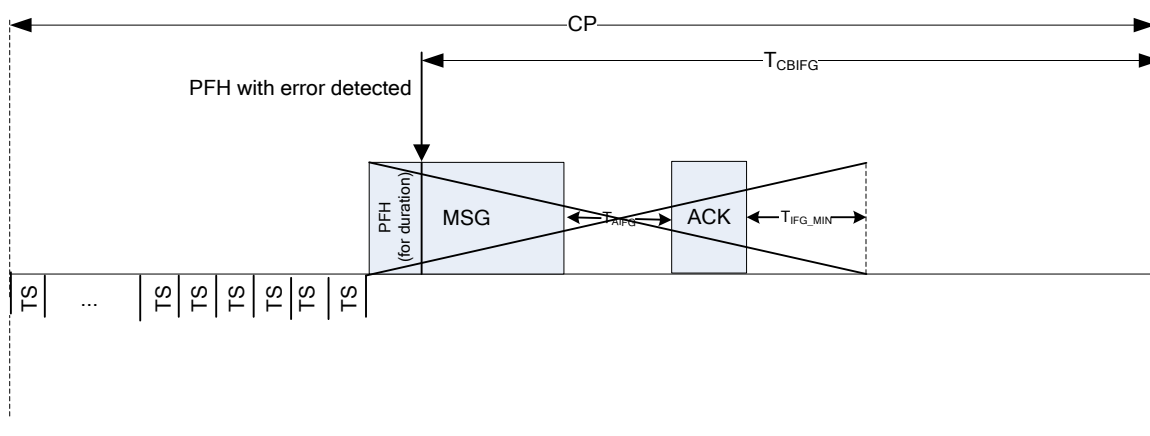 CP
T_CBIFG
PFH with error detected
PFH
(for duration)
MSG
T_AIFG
ACK
T_IFG_MIN
TS
...
TS
TS
TS
TS
TS
TS